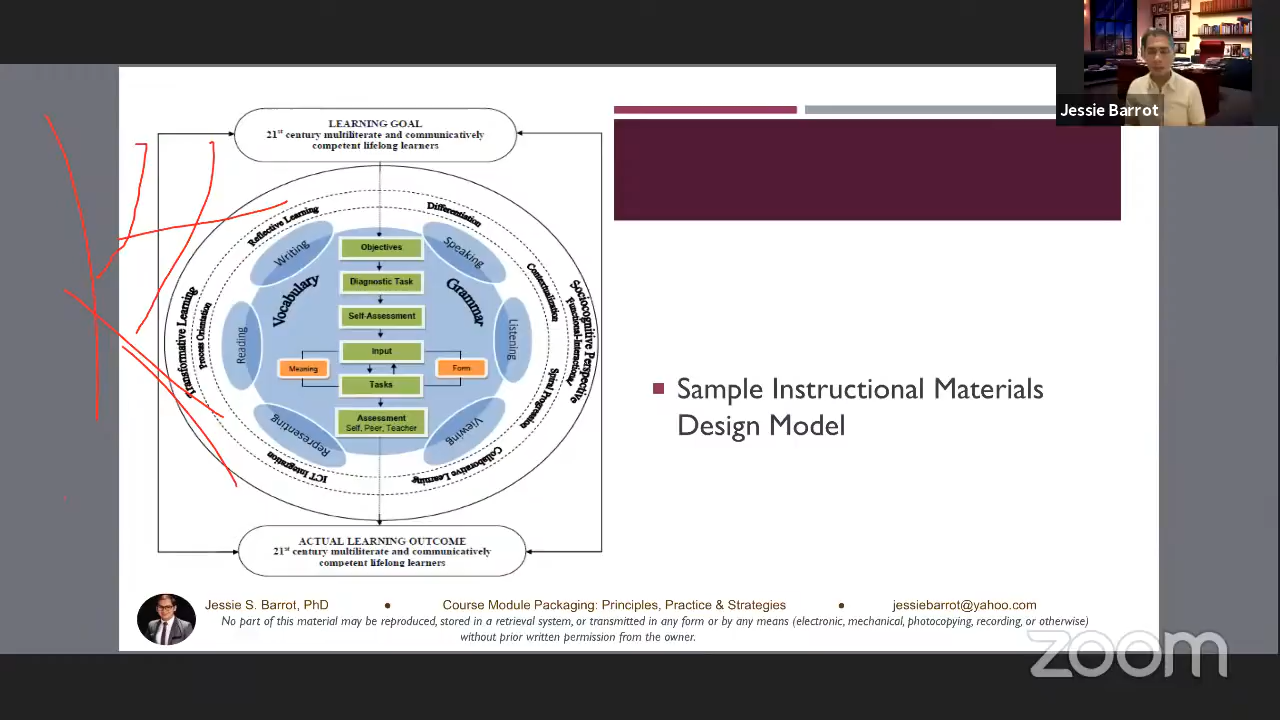 Jessie Barrot
LEARNING GOAL
21st century multiliterate and communicatively
competent lifelong learners
Reflective Learning
Differentiation
Writing
Speaking
Objectives
Diagnostic Task
Self-Assessment
Input
Tasks
Assessment
Self, Peer, Teacher
Vocabulary
Grammar
Transformative Learning
Process Orientation
Reading
Listening
Contextualization
Functional-Interactional
Sociocognitive Perspective
Meaning
Form
Spiral Progression
Representing
Viewing
ICT Integration
Collaborative Learning
ACTUAL LEARNING OUTCOME
21st century multiliterate and communicatively
competent lifelong learners
Sample Instructional Materials
Design Model
Jessie S. Barrot, PhD • Course Module Packaging: Principles, Practice & Strategies • jessiebarrot@yahoo.com
No part of this material may be reproduced, stored in a retrieval system, or transmitted in any form or by any means (electronic, mechanical, photocopying, recording, or otherwise)
without prior written permission from the owner.
zoom